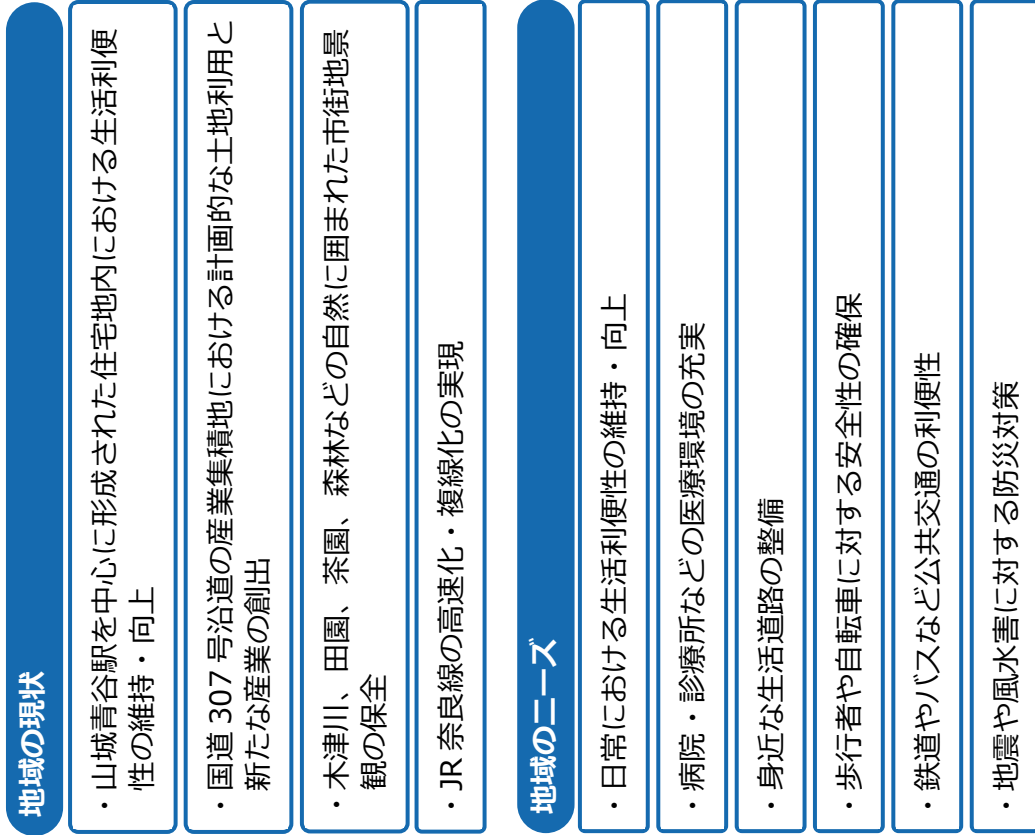 地域の現状
・山城青谷駅を中心に形成された住宅地内における生活利便
性の維持・向上
・国道 307 号沿道の産業集積地における計画的な土地利用と
新たな産業の創出
・木津川、田園、茶園、森林などの自然に囲まれた市街地景
観の保全
・JR 奈良線の高速化・複線化の実現
地域のニーズ
・日常における生活利便性の維持・向上
・病院・診療所などの医療環境の充実
・身近な生活道路の整備
・歩行者や自転車に対する安全性の確保
・鉄道やバスなど公共交通の利便性
・地震や風水害に対する防災対策